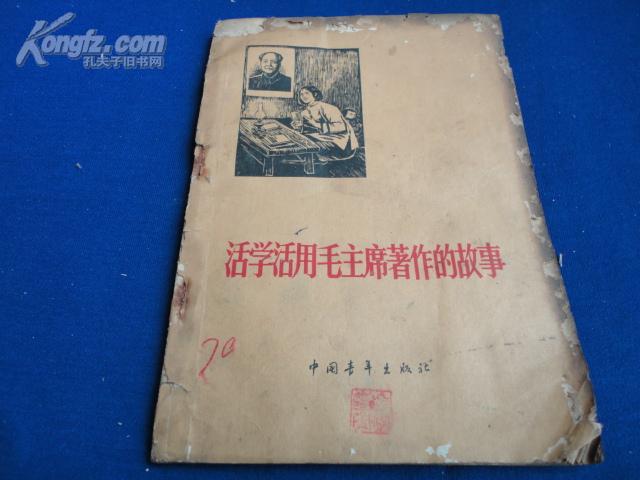 Kongfz.com
孔夫子旧书网
活学活用毛主席著作的故事
中国青年出版社